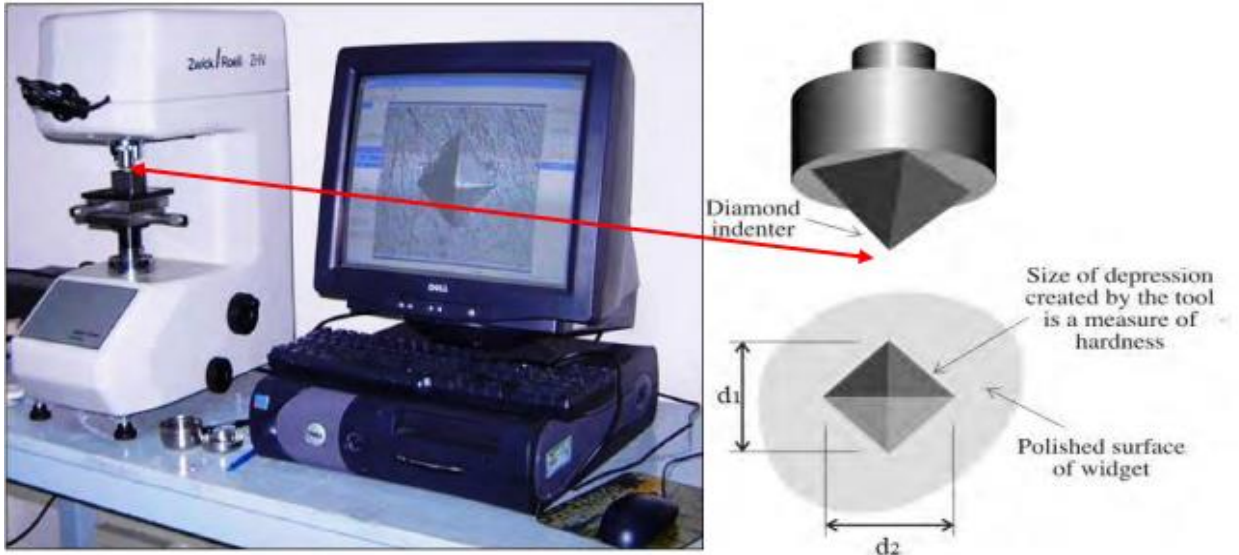 Zwick/Roell ZHV
DELL
Diamond
indenter
Size of depression
created by the tool
is a measure of
hardness
d1
Polished surface
of widget
d2